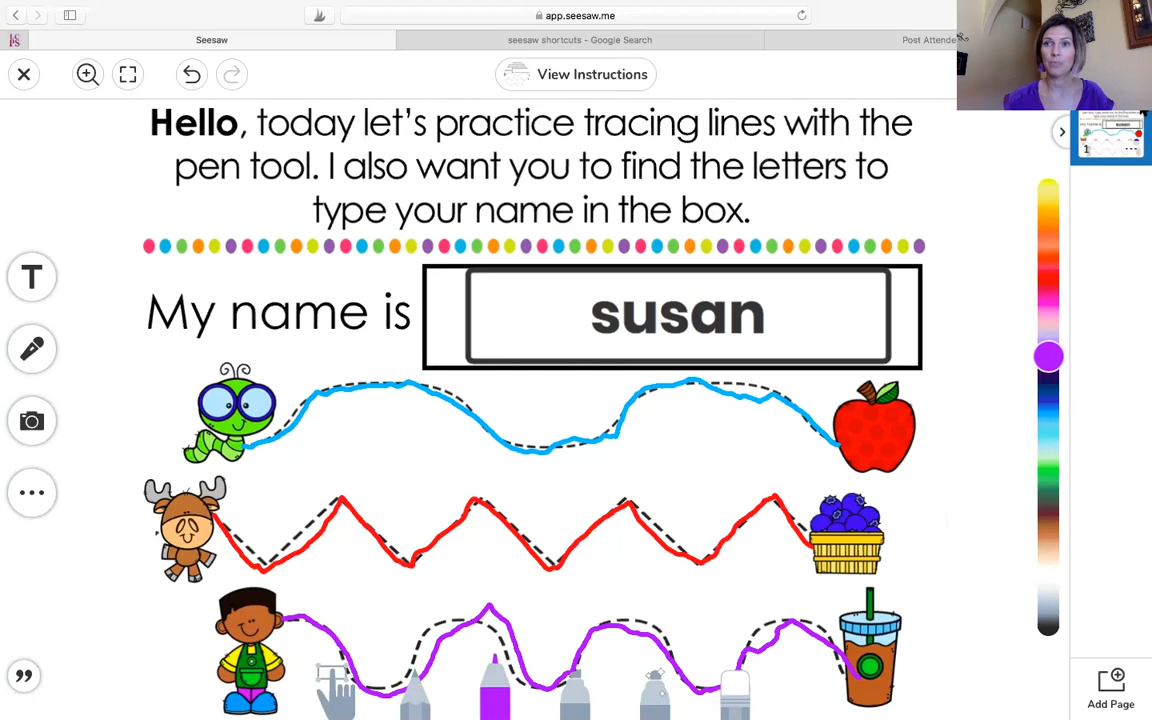 app.seesaw.me
Seesaw
seesaw shortcuts - Google Search
Post Attende
View Instructions
Hello, today let's practice tracing lines with the
pen tool. I also want you to find the letters to
type your name in the box.
My name is susan
T
1
Add Page